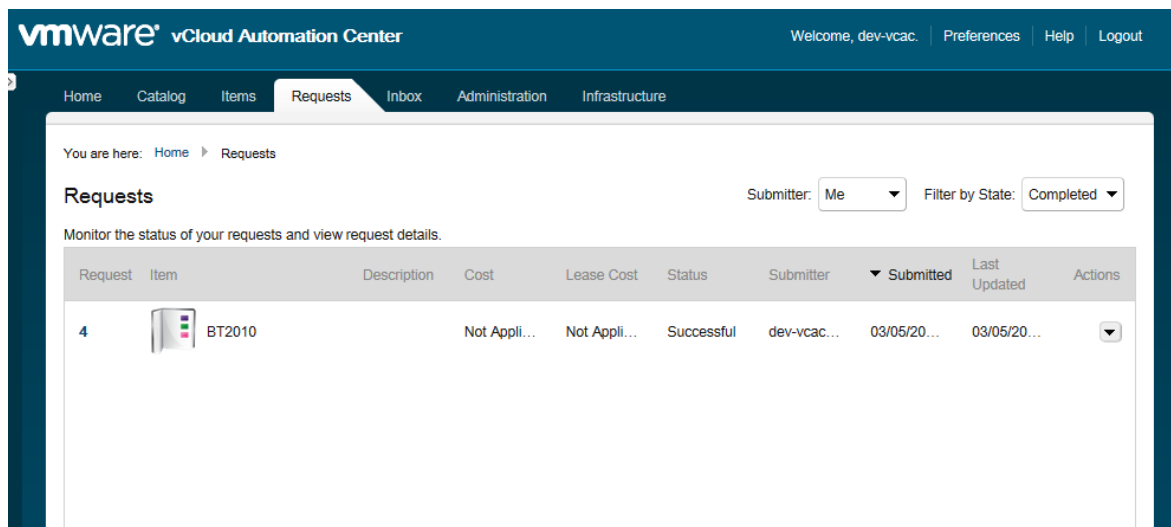 vmware® vCloud Automation Center Welcome, dev-vcac. Preferences Help Logout
Home Catalog Items Requests Inbox Administration Infrastructure
You are here: Home Requests
Requests Submitter: Me Filter by State: Completed
Monitor the status of your requests and view request details.
Request Item Description Cost Lease Cost Status Submitter Submitted Last Updated Actions
4 BT2010 Not Appli... Not Appli... Successful dev-vcac... 03/05/20... 03/05/20...